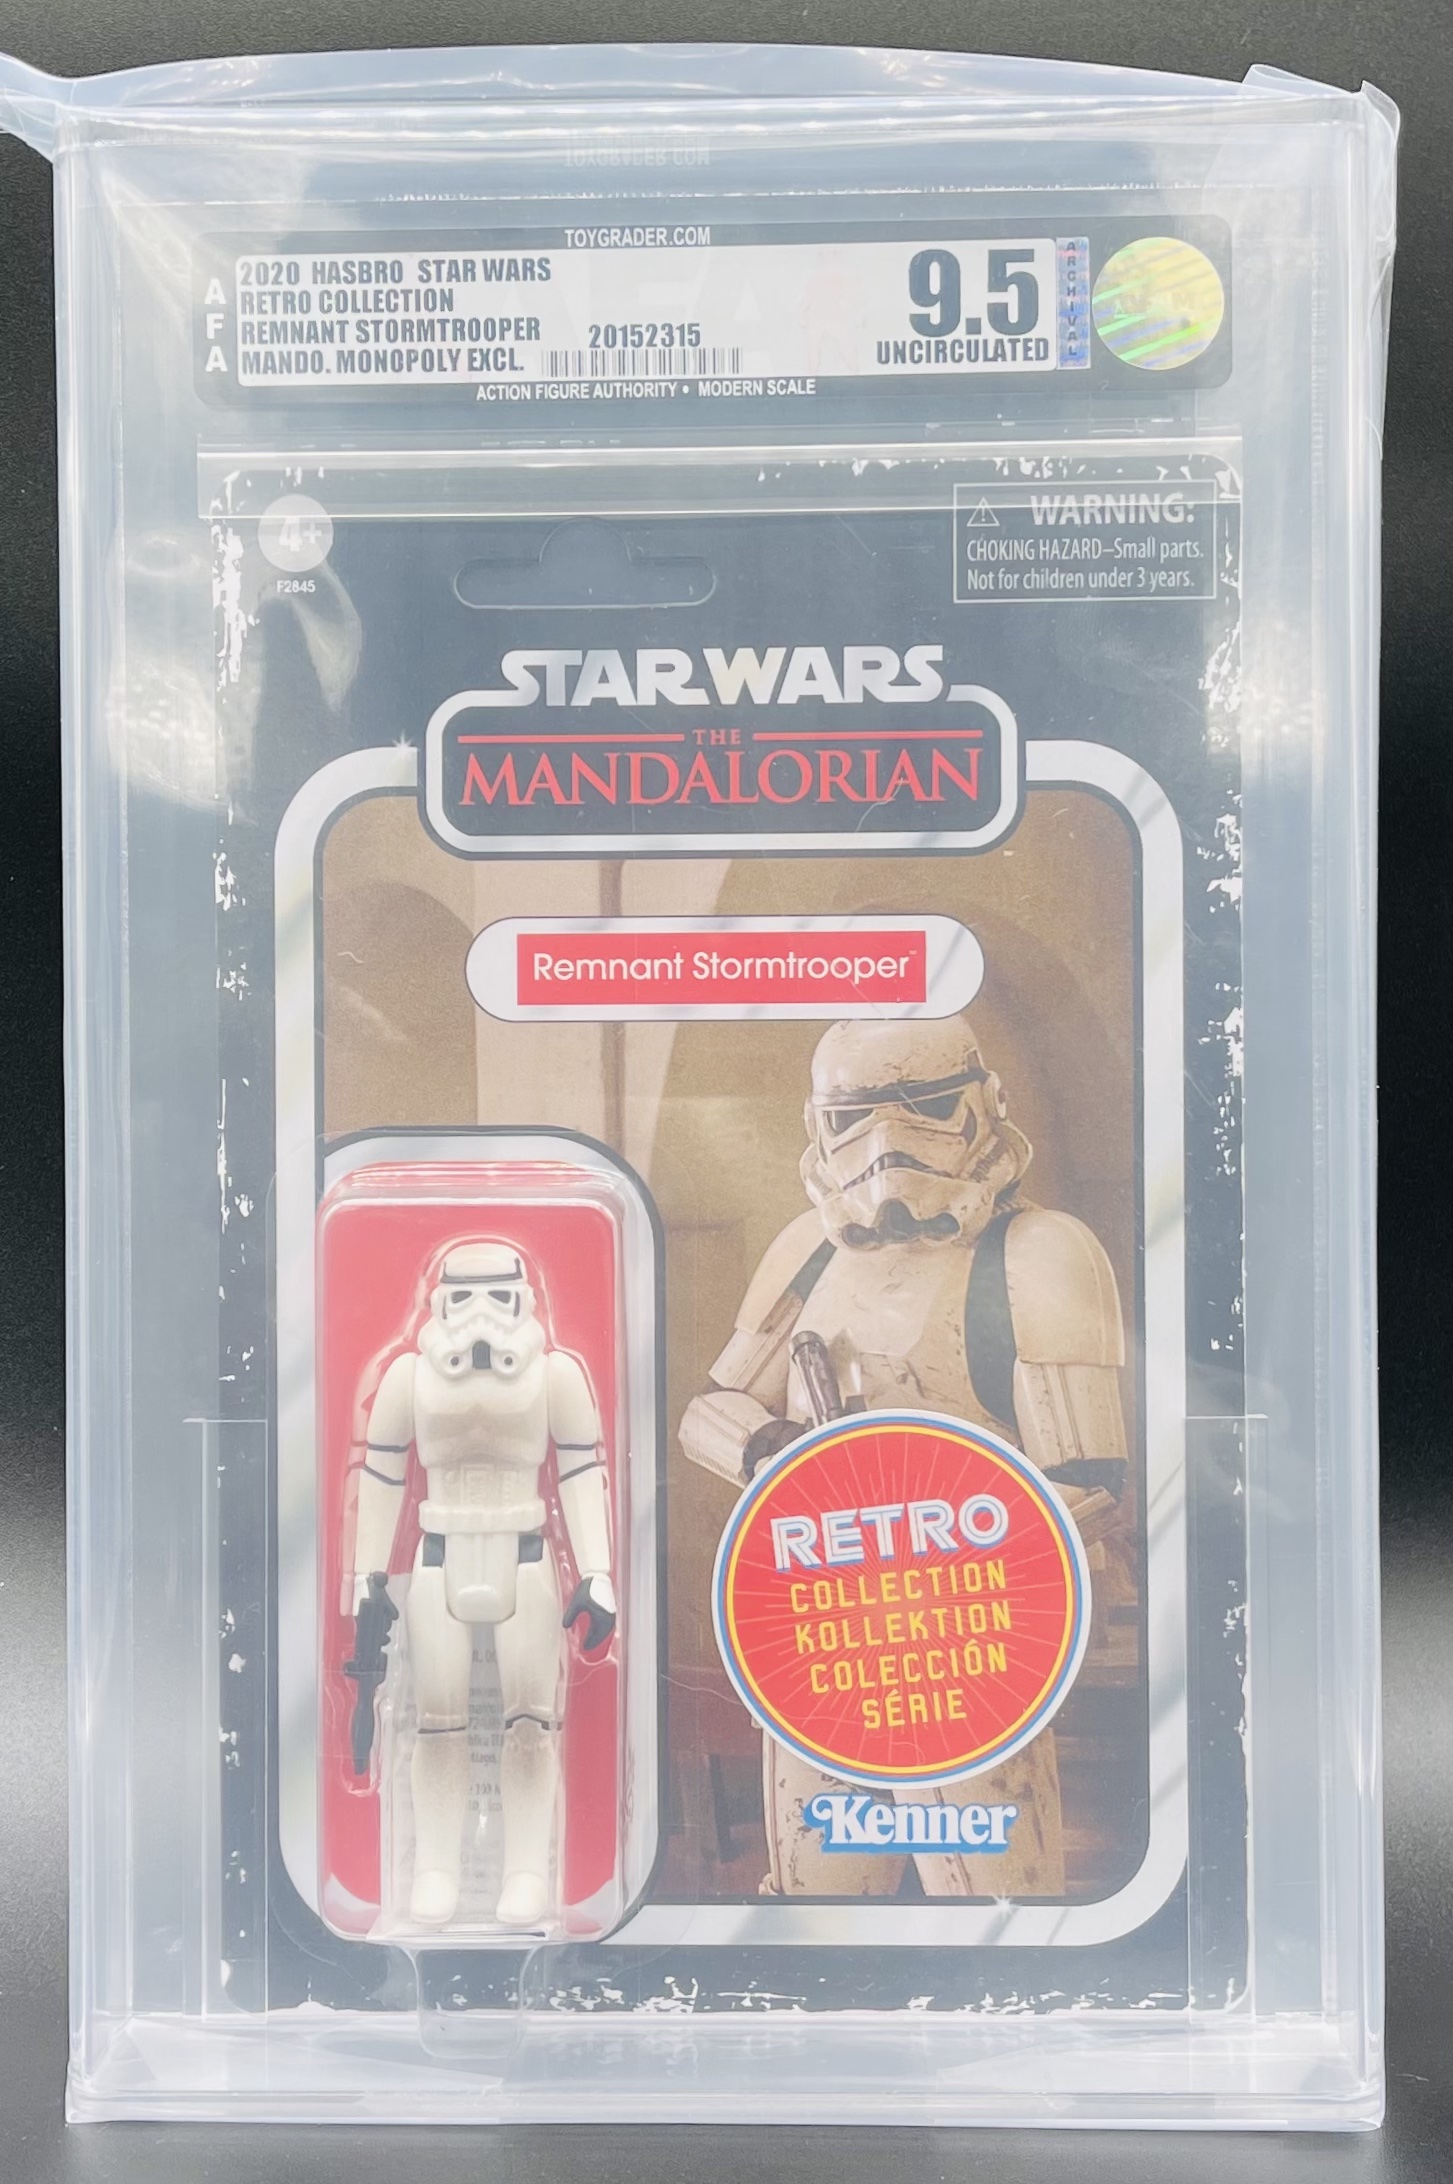 TOYGRADER.COM
AFA
2020 HASBRO STAR WARS
RETRO COLLECTION
REMNANT STORMTROOPER
MANDO. MONOPOLY EXCL.
20152315
9.5
UNCIRCULATED
ARCHIVAL
ACTION FIGURE AUTHORITY • MODERN SCALE
4+
F2845
⚠ WARNING:
CHOKING HAZARD–Small parts.
Not for children under 3 years.
STAR WARS
THE
MANDALORIAN
Remnant Stormtrooper™
RETRO
COLLECTION
KOLLEKTION
COLECCIÓN
SÉRIE
Kenner